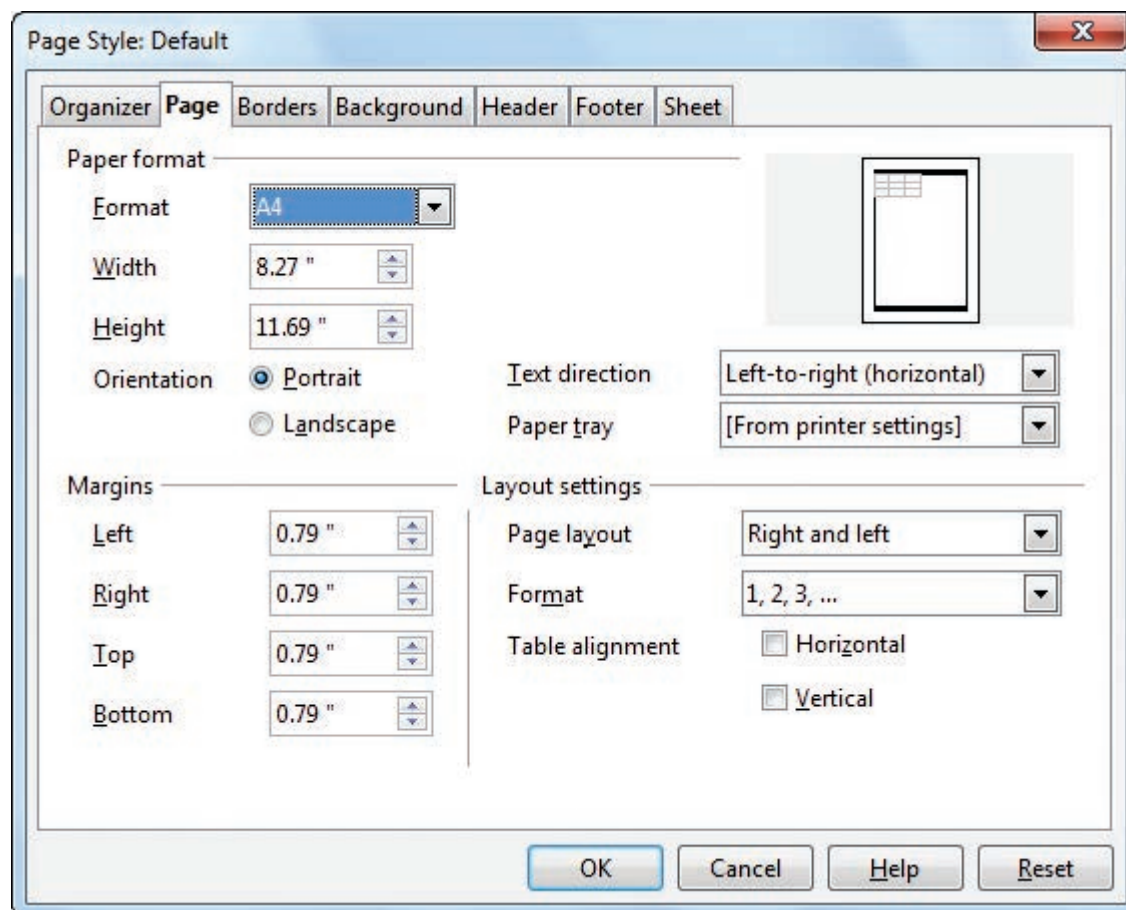 Page Style: Default
Organizer Page Borders Background Header Footer Sheet
Paper format
Format A4
Width 8.27 "
Height 11.69 "
Orientation Portrait
Landscape
Text direction Left-to-right (horizontal)
Paper tray [From printer settings]
Margins
Left 0.79 "
Right 0.79 "
Top 0.79 "
Bottom 0.79 "
Layout settings
Page layout Right and left
Format 1, 2, 3, ...
Table alignment Horizontal
Vertical
OK Cancel Help Reset